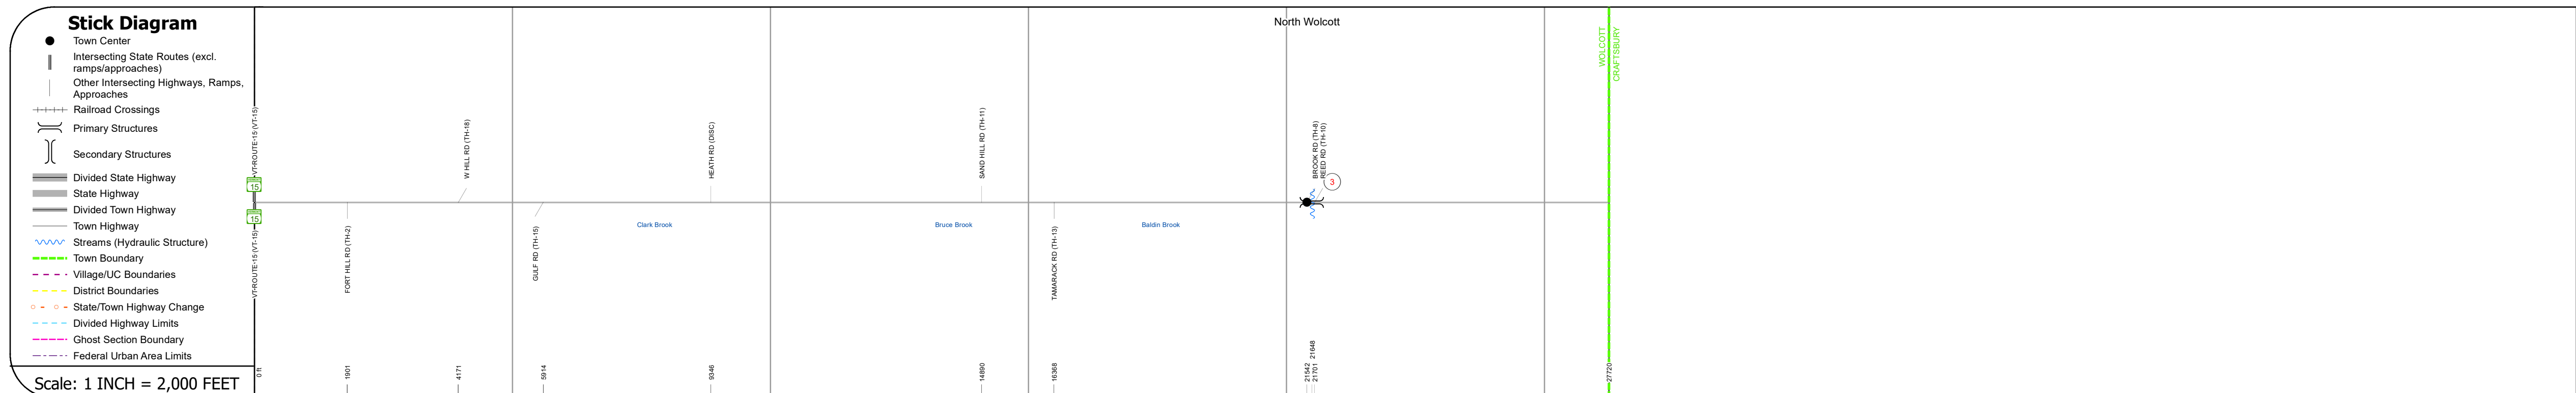 Stick Diagram
Town Center
Intersecting State Routes (excl.
ramps/approaches)
Other Intersecting Highways, Ramps,
Approaches
Railroad Crossings
Primary Structures
Secondary Structures
Divided State Highway
State Highway
Divided Town Highway
Town Highway
Streams (Hydraulic Structure)
Town Boundary
Village/UC Boundaries
District Boundaries
State/Town Highway Change
Divided Highway Limits
Ghost Section Boundary
Federal Urban Area Limits
Scale: 1 INCH = 2,000 FEET
North Wolcott
WOLCOTT
CRAFTSBURY
VT-ROUTE-15 (VT-15)
W HILL RD (TH-18)
HEATH RD (DISC)
SAND HILL RD (TH-11)
BROOK RD (TH-8)
REED RD (TH-10)
15
15
3
VT-ROUTE-15 (VT-15)
FORT HILL RD (TH-2)
GULF RD (TH-15)
Clark Brook
Bruce Brook
TAMARACK RD (TH-13)
Baldin Brook
0 ft
1901
4171
5914
9346
14890
16368
21542
21648
21701
27720